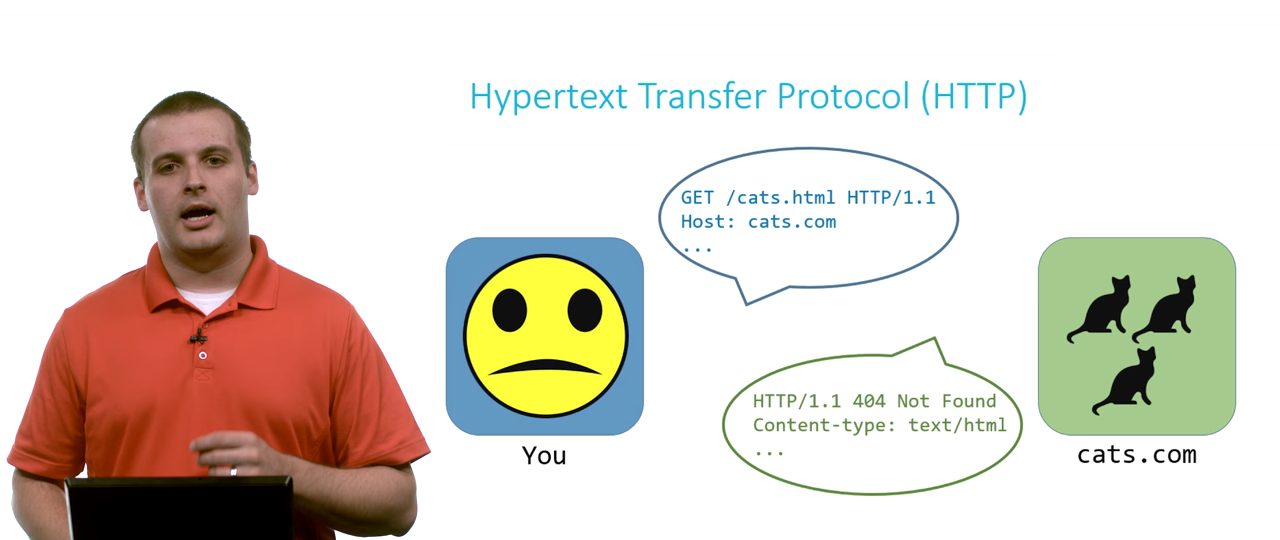 Hypertext Transfer Protocol (HTTP)
GET /cats.html HTTP/1.1
Host: cats.com
...
HTTP/1.1 404 Not Found
Content-type: text/html
...
You
cats.com